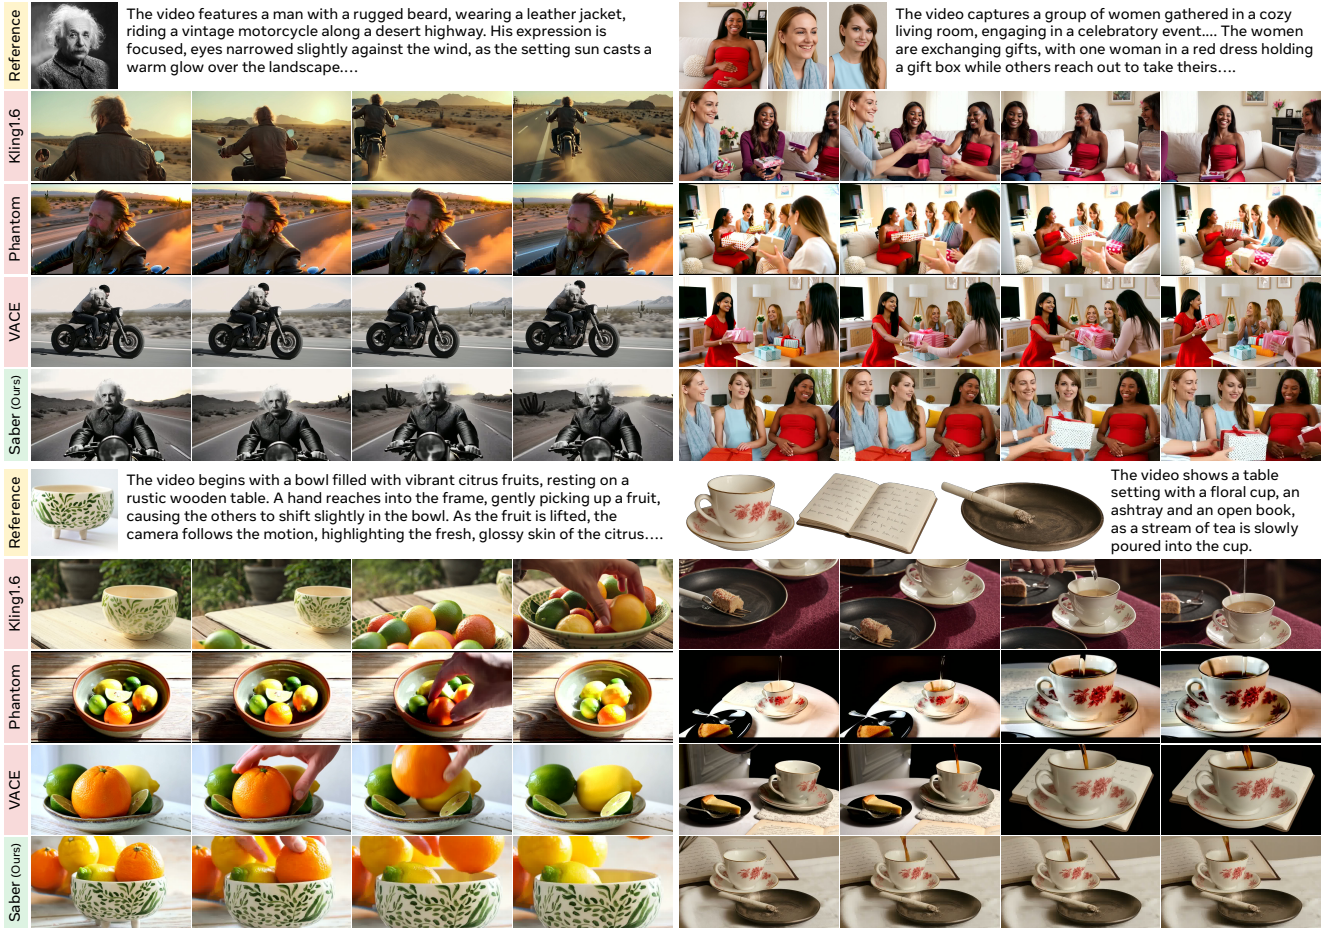 Reference
The video features a man with a rugged beard, wearing a leather jacket,
riding a vintage motorcycle along a desert highway. His expression is
focused, eyes narrowed slightly against the wind, as the setting sun casts a
warm glow over the landscape....
The video captures a group of women gathered in a cozy
living room, engaging in a celebratory event.... The women
are exchanging gifts, with one woman in a red dress holding
a gift box while others reach out to take theirs....
Kling1.6
Phantom
VACE
Saber (Ours)
Reference
The video begins with a bowl filled with vibrant citrus fruits, resting on a
rustic wooden table. A hand reaches into the frame, gently picking up a fruit,
causing the others to shift slightly in the bowl. As the fruit is lifted, the
camera follows the motion, highlighting the fresh, glossy skin of the citrus....
The video shows a table
setting with a floral cup, an
ashtray and an open book,
as a stream of tea is slowly
poured into the cup.
Kling1.6
Phantom
VACE
Saber (Ours)